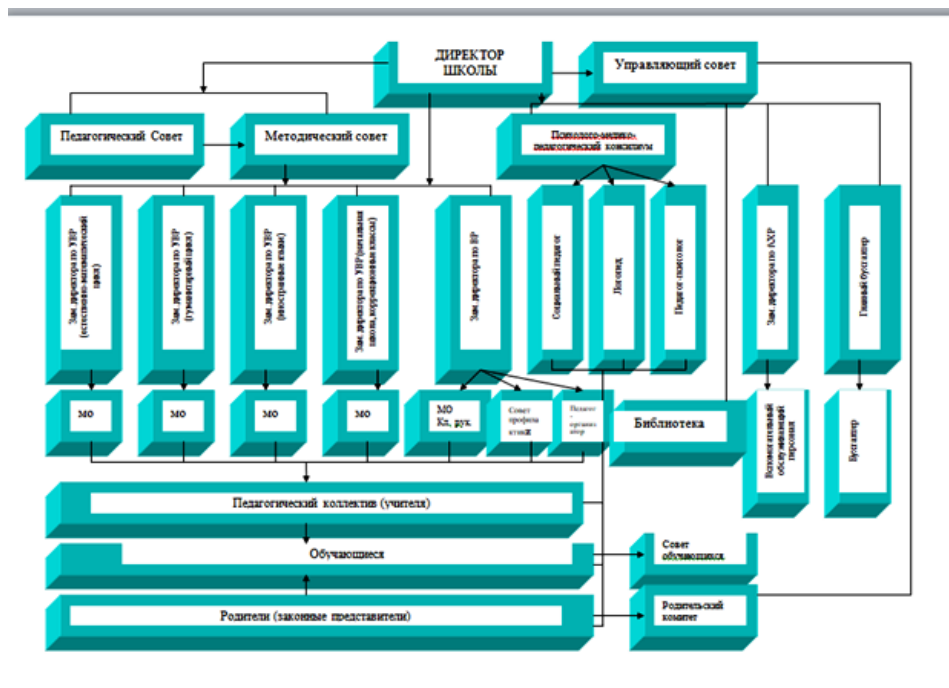 ДИРЕКТОР
ШКОЛЫ
Управляющий совет
Педагогический Совет
Методический совет
Психолого-медико-
педагогический консилиум
Зам. директора по УВР
(естественно-математический
цикл)
Зам. директора по УВР
(гуманитарный цикл)
Зам. директора по УВР
(иностранные языки)
Зам. директора по УВР (начальная
школа, коррекционные классы)
Зам. директора по ВР
Социальный педагог
Логопед
Педагог-психолог
Зам. директора по АХР
Главный бухгалтер
МО
МО
МО
МО
МО
Кл, рук.
Совет
профила
ктики
Педагог
-
организ
атор
Библиотека
Вспомогательный
обслуживающий
персонал
Бухгалтер
Педагогический коллектив (учителя)
Обучающиеся
Совет
обучающихся
Родители (законные представители)
Родительский
комитет